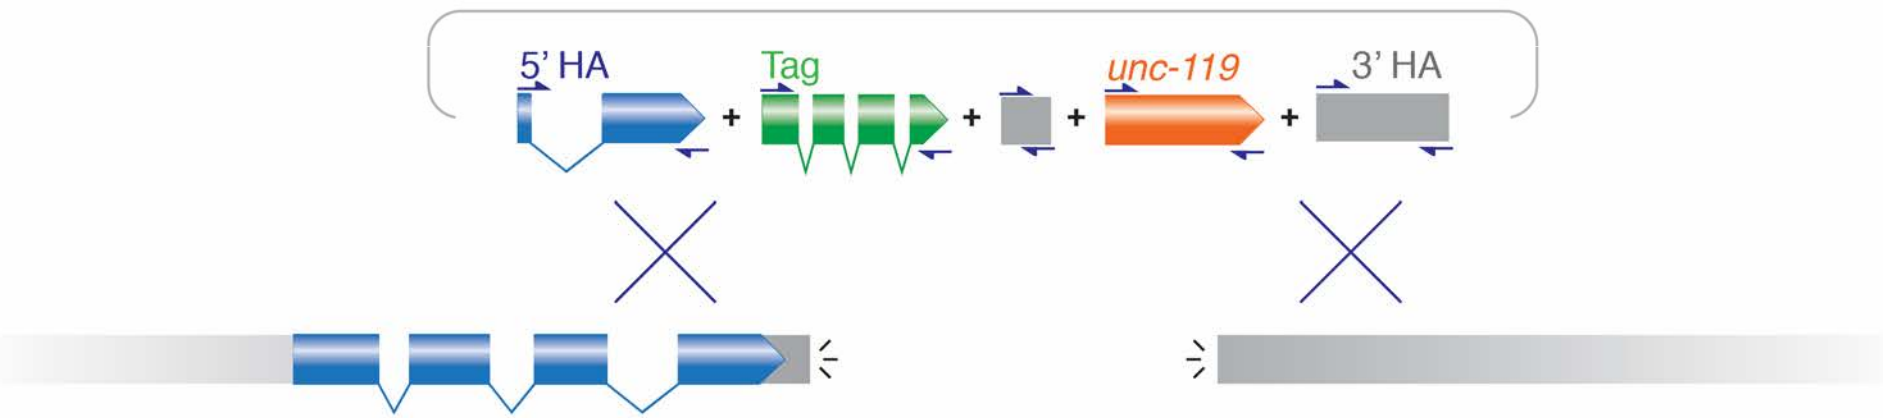 5’ HA
Tag
unc-119
3’ HA
+ + + +